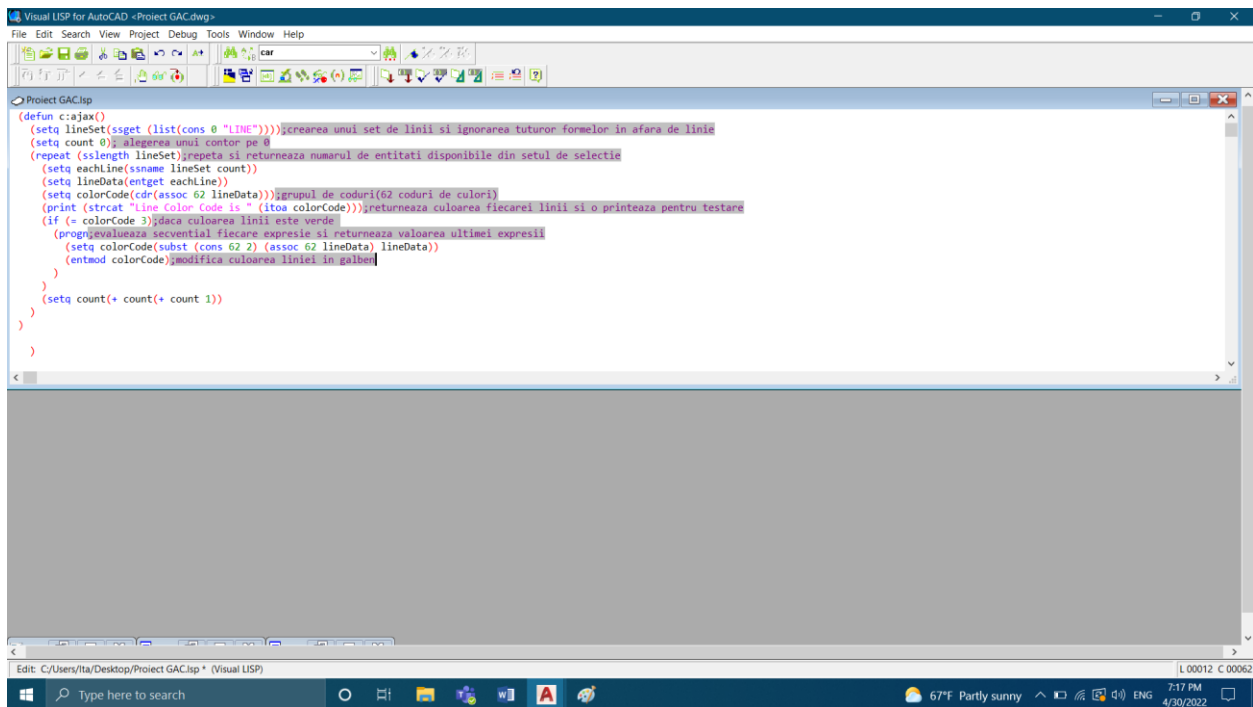 Visual LISP for AutoCAD <Proiect GAC.dwg>
File Edit Search View Project Debug Tools Window Help
car
Proiect GAC.lsp
(defun c:ajax()
(setq lineSet(ssget (list(cons 0 "LINE"))));crearea unui set de linii si ignorarea tuturor formelor in afara de linie
(setq count 0); alegerea unui contor pe 0
(repeat (sslength lineSet);repeta si returneaza numarul de entitati disponibile din setul de selectie
(setq eachLine(ssname lineSet count))
(setq lineData(entget eachLine))
(setq colorCode(cdr(assoc 62 lineData)));grupul de coduri(62 coduri de culori)
(print (strcat "Line Color Code is " (itoa colorCode)));returneaza culoarea fiecarei linii si o printeaza pentru testare
(if (= colorCode 3);daca culoarea linii este verde
(progn;evalueaza secvential fiecare expresie si returneaza valoarea ultimei expresii
(setq colorCode(subst (cons 62 2) (assoc 62 lineData) lineData))
(entmod colorCode);modifica culoarea liniei in galben
)
)
(setq count(+ count(+ count 1))
)
)
)
Edit: C:/Users/Ita/Desktop/Proiect GAC.lsp * (Visual LISP)
L 00012 C 00062
Type here to search
67°F Partly sunny
ENG
7:17 PM
4/30/2022